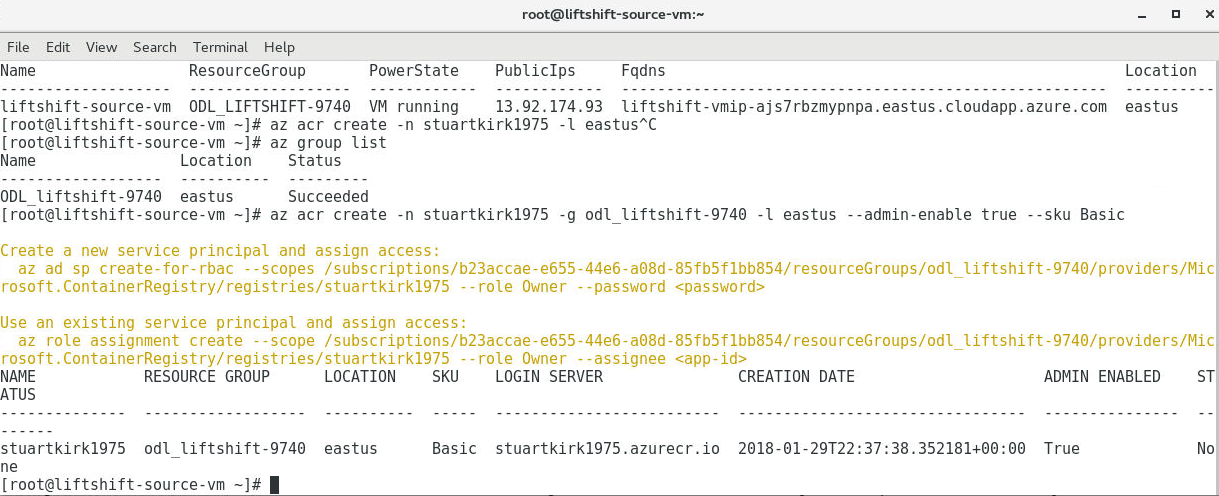 root@liftshift-source-vm:~
File Edit View Search Terminal Help
Name ResourceGroup PowerState PublicIps Fqdns Location
------------------- ------------------ ------------ ------------ ------------------------------------------------------ ----------
liftshift-source-vm ODL_LIFTSHIFT-9740 VM running 13.92.174.93 liftshift-vmip-ajs7rbzmypnpa.eastus.cloudapp.azure.com eastus
[root@liftshift-source-vm ~]# az acr create -n stuartkirk1975 -l eastus^C
[root@liftshift-source-vm ~]# az group list
Name Location Status
------------------ ---------- ---------
ODL_liftshift-9740 eastus Succeeded
[root@liftshift-source-vm ~]# az acr create -n stuartkirk1975 -g odl_liftshift-9740 -l eastus --admin-enable true --sku Basic
Create a new service principal and assign access:
az ad sp create-for-rbac --scopes /subscriptions/b23accae-e655-44e6-a08d-85fb5f1bb854/resourceGroups/odl_liftshift-9740/providers/Mic
rosoft.ContainerRegistry/registries/stuartkirk1975 --role Owner --password <password>
Use an existing service principal and assign access:
az role assignment create --scope /subscriptions/b23accae-e655-44e6-a08d-85fb5f1bb854/resourceGroups/odl_liftshift-9740/providers/Mic
rosoft.ContainerRegistry/registries/stuartkirk1975 --role Owner --assignee <app-id>
NAME RESOURCE GROUP LOCATION SKU LOGIN SERVER CREATION DATE ADMIN ENABLED ST
ATUS
-------------- ------------------ ---------- ----- ------------------------- -------------------------------- --------------- --
------
stuartkirk1975 odl_liftshift-9740 eastus Basic stuartkirk1975.azurecr.io 2018-01-29T22:37:38.352181+00:00 True No
ne
[root@liftshift-source-vm ~]#